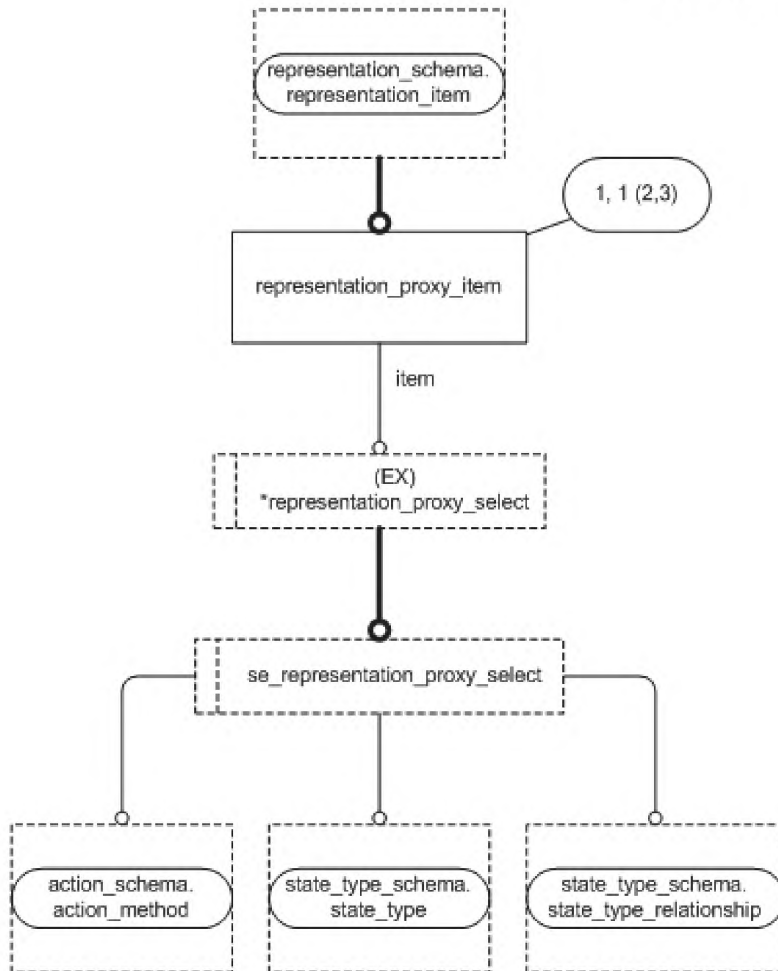 representation_schema.
representation_item
1, 1 (2,3)
representation_proxy_item
item
(EX)
*representation_proxy_select
se_representation_proxy_select
action_schema.
action_method
state_type_schema.
state_type
state_type_schema.
state_type_relationship